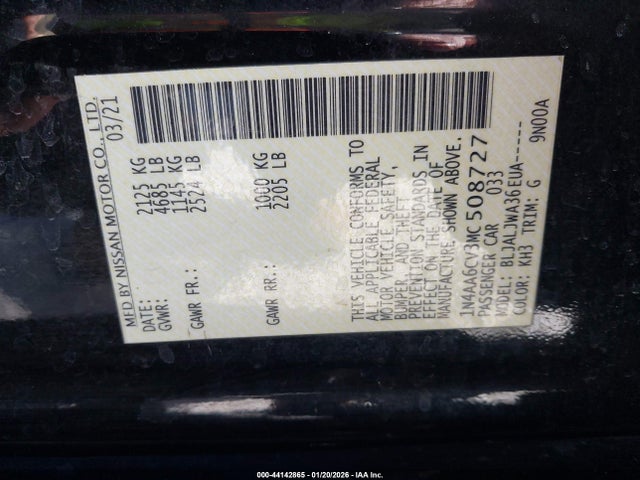 MFD BY NISSAN MOTOR CO., LTD.
DATE: 03/21
GVWR: 2125 KG
4685 LB
GAWR FR.: 1145 KG
2524 LB
GAWR RR.: 1000 KG
2205 LB
THIS VEHICLE CONFORMS TO
ALL APPLICABLE FEDERAL
MOTOR VEHICLE SAFETY,
BUMPER, AND THEFT
PREVENTION STANDARDS IN
EFFECT ON THE DATE OF
MANUFACTURE SHOWN ABOVE.
1N4AA6CV3MC508727
PASSENGER CAR 033
MODEL: BLJALJWA36EUA-----
COLOR: KH3 TRIM: G 9N00A
000-44142865 - 01/20/2026 - IAA Inc.